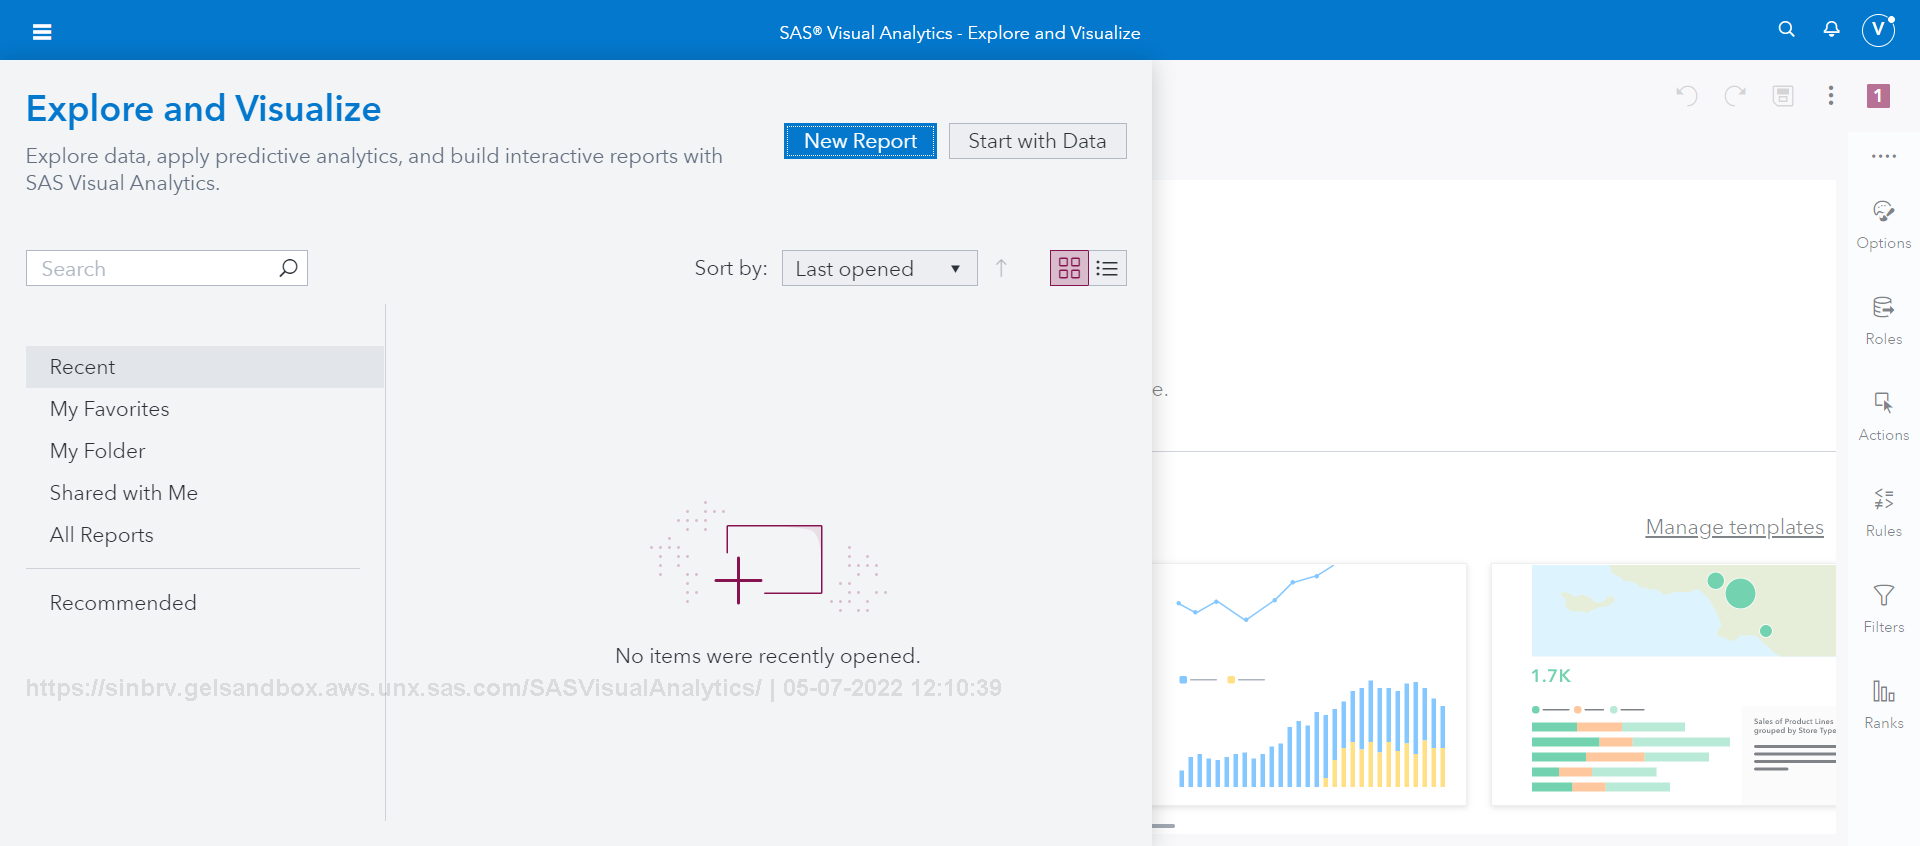 SAS® Visual Analytics - Explore and Visualize
V
Explore and Visualize
Explore data, apply predictive analytics, and build interactive reports with
SAS Visual Analytics.
New Report
Start with Data
Search
Sort by:
Last opened
Recent
My Favorites
My Folder
Shared with Me
All Reports
Recommended
No items were recently opened.
https://sinbrv.gelsandbox.aws.unx.sas.com/SASVisualAnalytics/ | 05-07-2022 12:10:39
1
e.
Manage templates
1.7K
Sales of Product Lines
grouped by Store Type
Options
Roles
Actions
Rules
Filters
Ranks